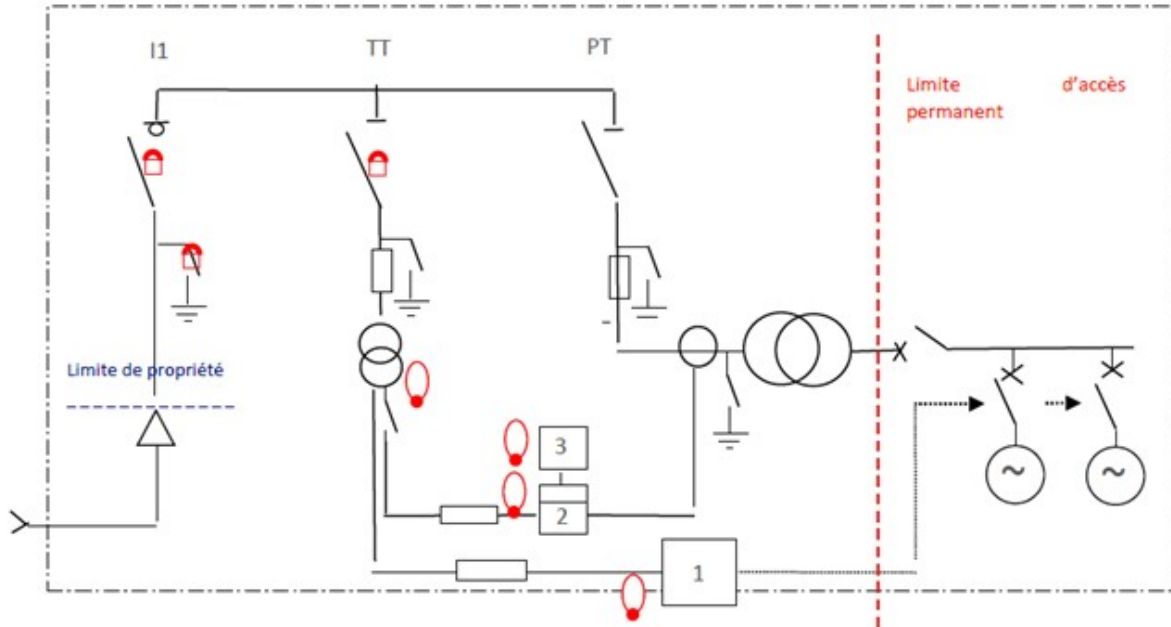 I1 TT PT
Limite d'accès
permanent
Limite de propriété
3
2
1
~ ~